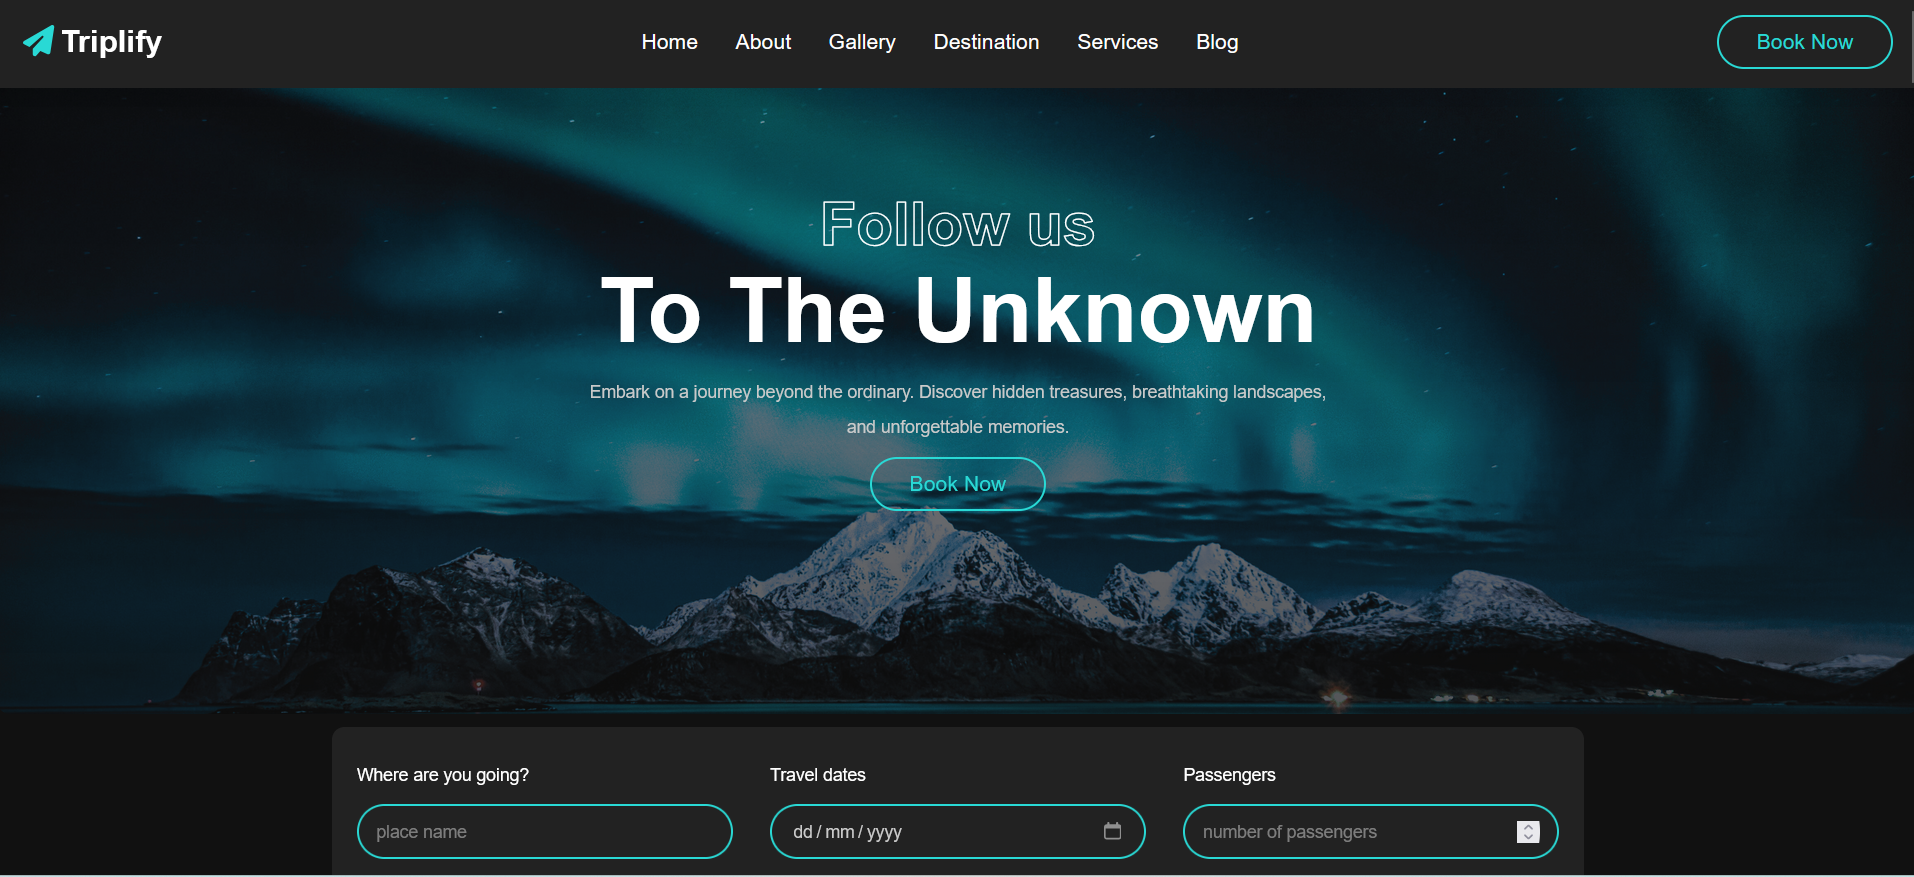 Triplify
Home About Gallery Destination Services Blog
Book Now
Follow us
To The Unknown
Embark on a journey beyond the ordinary. Discover hidden treasures, breathtaking landscapes,
and unforgettable memories.
Book Now
Where are you going? Travel dates Passengers
place name dd/mm/yyyy number of passengers